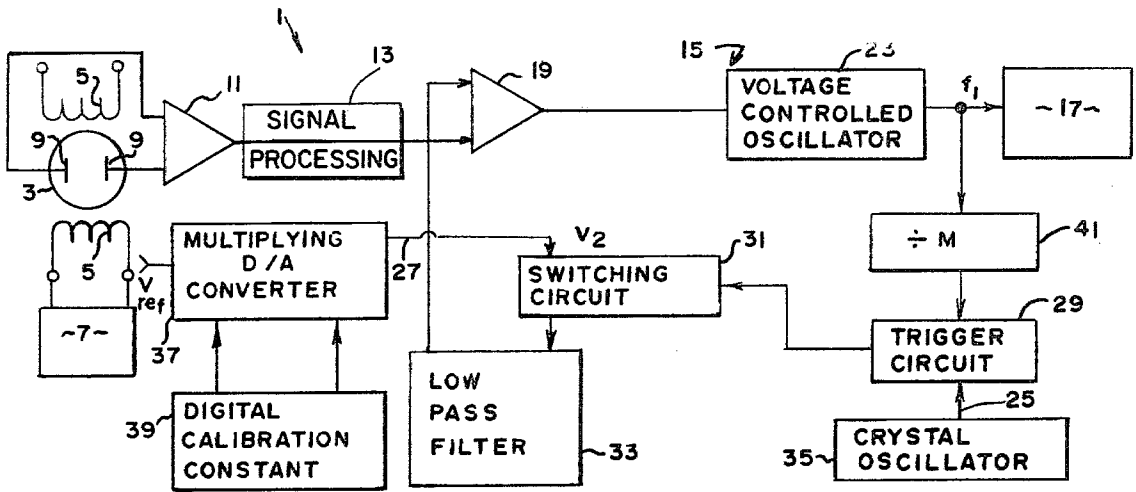 1
5
11
13
SIGNAL
PROCESSING
19
15
23
VOLTAGE
CONTROLLED
OSCILLATOR
f1
~17~
9
9
3
5
~7~
V
ref
37
MULTIPLYING
D/A
CONVERTER
27
V2
31
SWITCHING
CIRCUIT
÷ M
41
29
TRIGGER
CIRCUIT
25
39
DIGITAL
CALIBRATION
CONSTANT
LOW
PASS
FILTER
33
35
CRYSTAL
OSCILLATOR